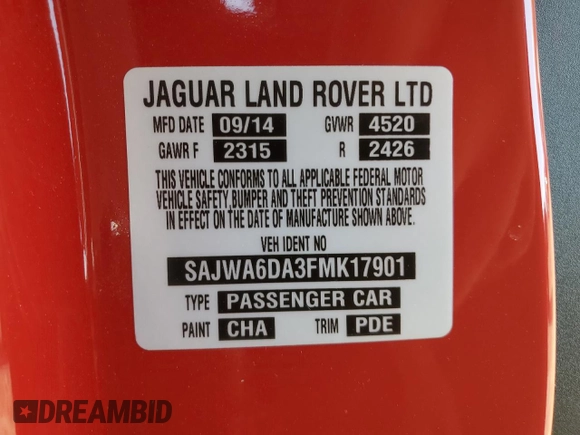 JAGUAR LAND ROVER LTD
MFD DATE 09/14 GVWR 4520
GAWR F 2315 R 2426
THIS VEHICLE CONFORMS TO ALL APPLICABLE FEDERAL MOTOR
VEHICLE SAFETY,BUMPER AND THEFT PREVENTION STANDARDS
IN EFFECT ON THE DATE OF MANUFACTURE SHOWN ABOVE.
VEH IDENT NO
SAJWA6DA3FMK17901
TYPE PASSENGER CAR
PAINT CHA TRIM PDE
DREAMBID